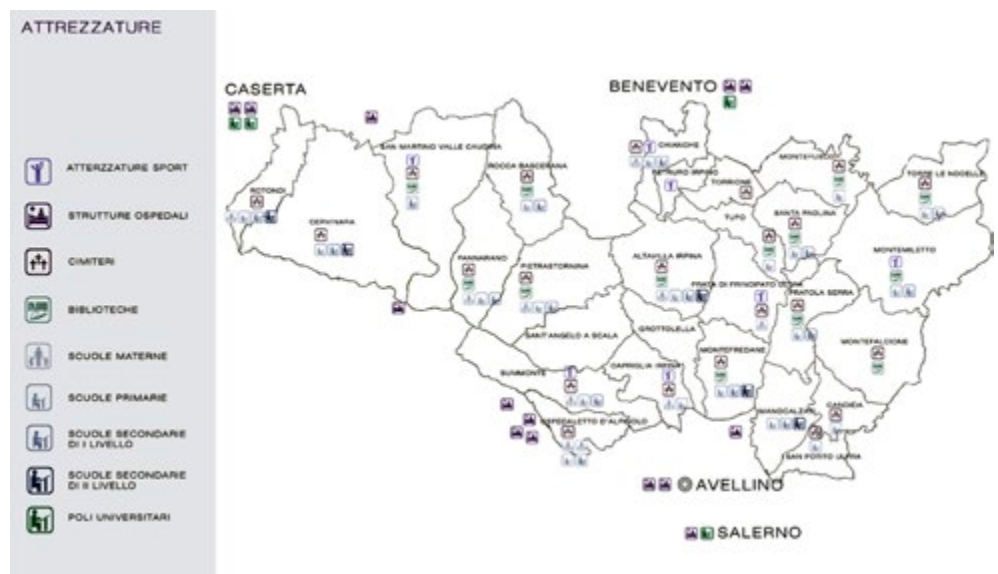 ATTREZZATURE
ATTERZZATURE SPORT
STRUTTURE OSPEDALI
CIMITERI
BIBLIOTECHE
SCUOLE MATERNE
SCUOLE PRIMARIE
SCUOLE SECONDARIE
DI I LIVELLO
SCUOLE SECONDARIE
DI II LIVELLO
POLI UNIVERSITARI
CASERTA
BENEVENTO
SAN MARTINO VALLE CAUDINA
CHIANCHE
ROCCA BASCERANA
MONTEFUSCO
PETRURO IRPINO
TORRE LE NOCELLE
TORRIONI
ROTONDI
CERVINARA
TUFO
SANTA PAOLINA
MONTEMILETTO
PANNARANO
PIETRASTORNINA
ALTAVILLA IRPINA
PRATA DI PRINCIPATO ULTRA
PRATOLA SERRA
SANT'ANGELO A SCALA
GROTTOLELLA
MONTEFREDANE
MONTEFALCIONE
SUMMONTE
CAPRIGLIA IRPINA
OSPEDALETTO D'ALPINOLO
MANOCALZATI
CANDIDA
SAN POTITO ULTRA
AVELLINO
SALERNO